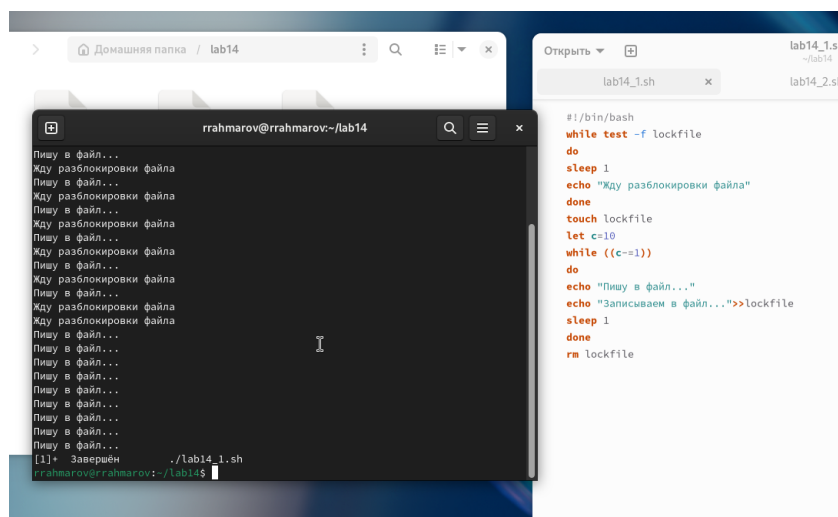 Домашняя папка / lab14
rrahmarov@rrahmarov:~/lab14
Пишу в файл...
Жду разблокировки файла
Пишу в файл...
Жду разблокировки файла
Пишу в файл...
Жду разблокировки файла
Пишу в файл...
Жду разблокировки файла
Пишу в файл...
Жду разблокировки файла
Пишу в файл...
Жду разблокировки файла
Жду разблокировки файла
Пишу в файл...
Пишу в файл...
Пишу в файл...
Пишу в файл...
Пишу в файл...
Пишу в файл...
Пишу в файл...
Пишу в файл...
Пишу в файл...
[1]+ Завершён ./lab14_1.sh
rrahmarov@rrahmarov:~/lab14$
Открыть
lab14_1.s
~/lab14
lab14_1.sh
lab14_2.sh
#!/bin/bash
while test -f lockfile
do
sleep 1
echo "Жду разблокировки файла"
done
touch lockfile
let c=10
while ((c-=1))
do
echo "Пишу в файл..."
echo "Записываем в файл...">>lockfile
sleep 1
done
rm lockfile